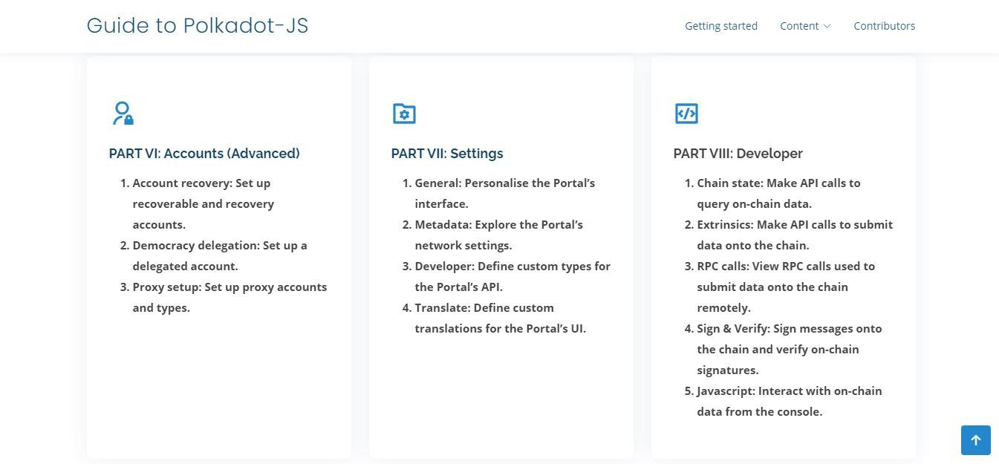 Guide to Polkadot-JS
Getting started
Content
Contributors
PART VI: Accounts (Advanced)
1. Account recovery: Set up
recoverable and recovery
accounts.
2. Democracy delegation: Set up a
delegated account.
3. Proxy setup: Set up proxy accounts
and types.
PART VII: Settings
1. General: Personalise the Portal’s
interface.
2. Metadata: Explore the Portal’s
network settings.
3. Developer: Define custom types for
the Portal’s API.
4. Translate: Define custom
translations for the Portal’s UI.
PART VIII: Developer
1. Chain state: Make API calls to
query on-chain data.
2. Extrinsics: Make API calls to submit
data onto the chain.
3. RPC calls: View RPC calls used to
submit data onto the chain
remotely.
4. Sign & Verify: Sign messages onto
the chain and verify on-chain
signatures.
5. Javascript: Interact with on-chain
data from the console.